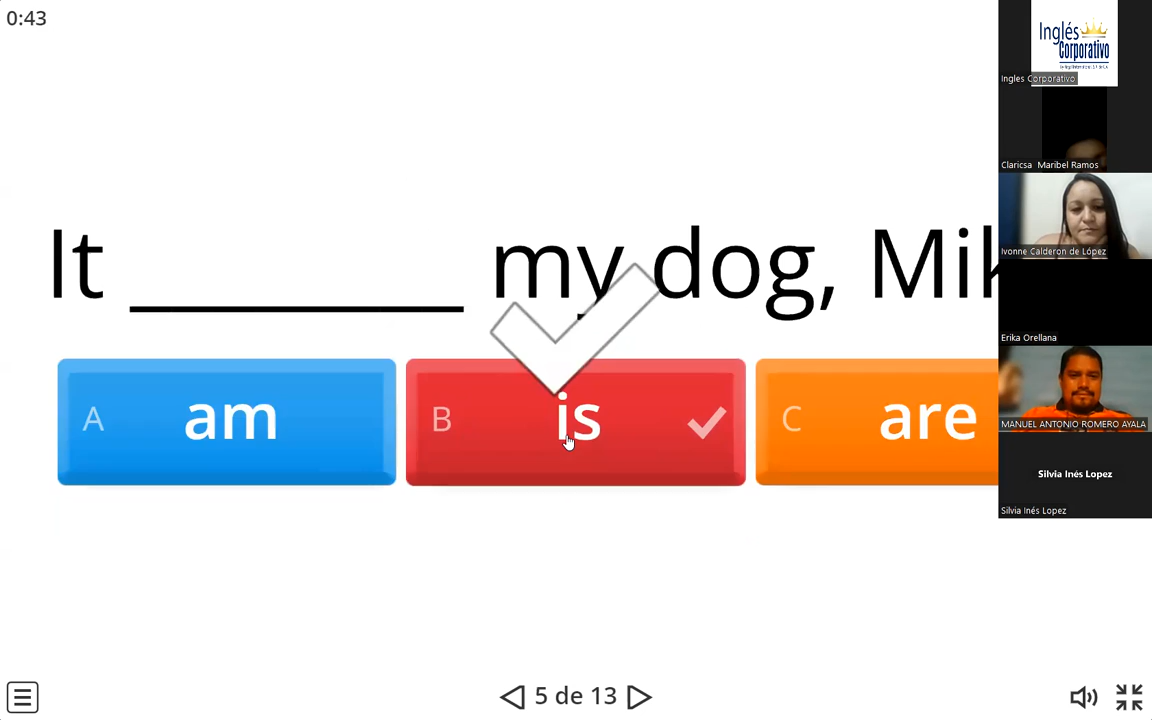 0:43
It ________ my dog, Mik
A am
B is
C are
5 de 13
Inglés
Corporativo
Ingles Corporativo
Claricsa Maribel Ramos
Ivonne Calderon de López
Erika Orellana
MANUEL ANTONIO ROMERO AYALA
Silvia Inés Lopez
Silvia Inés Lopez